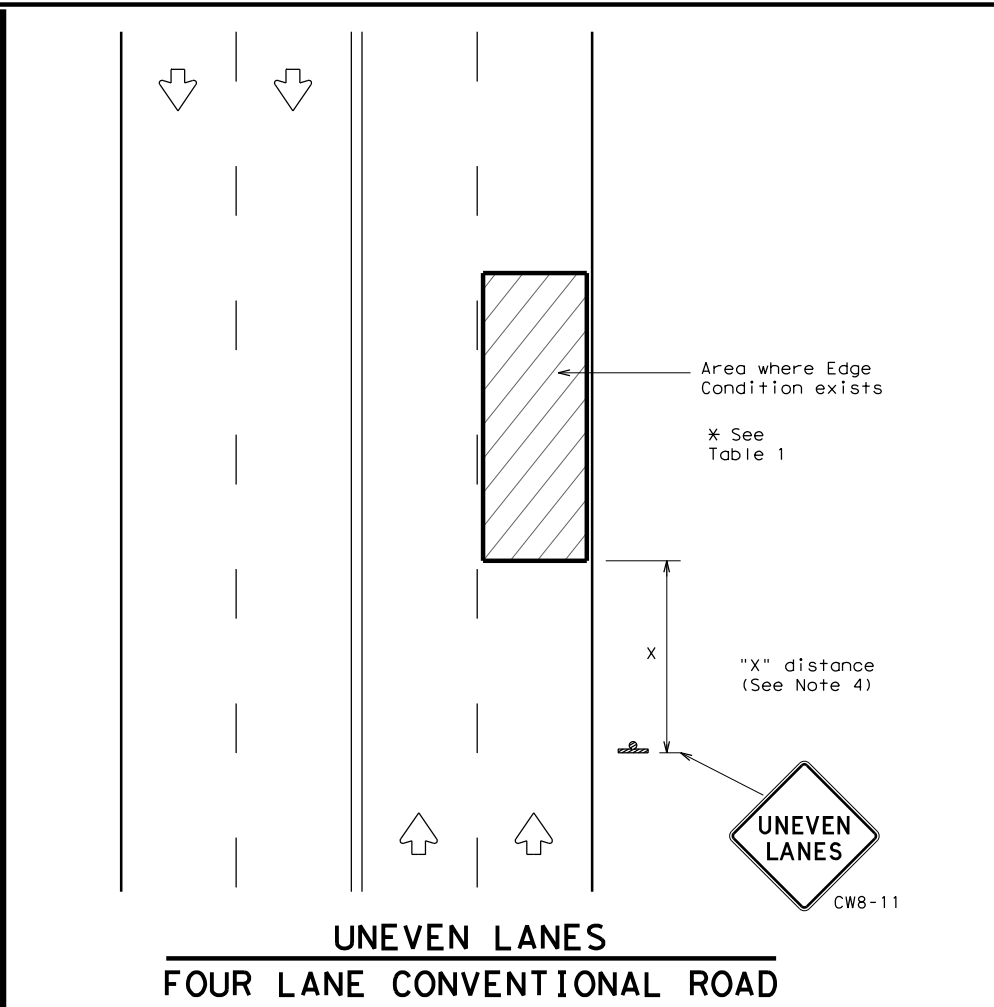 Area where Edge
Condition exists
* See
Table 1
X
"X" distance
(See Note 4)
UNEVEN
LANES
CW8-11
UNEVEN LANES
FOUR LANE CONVENTIONAL ROAD